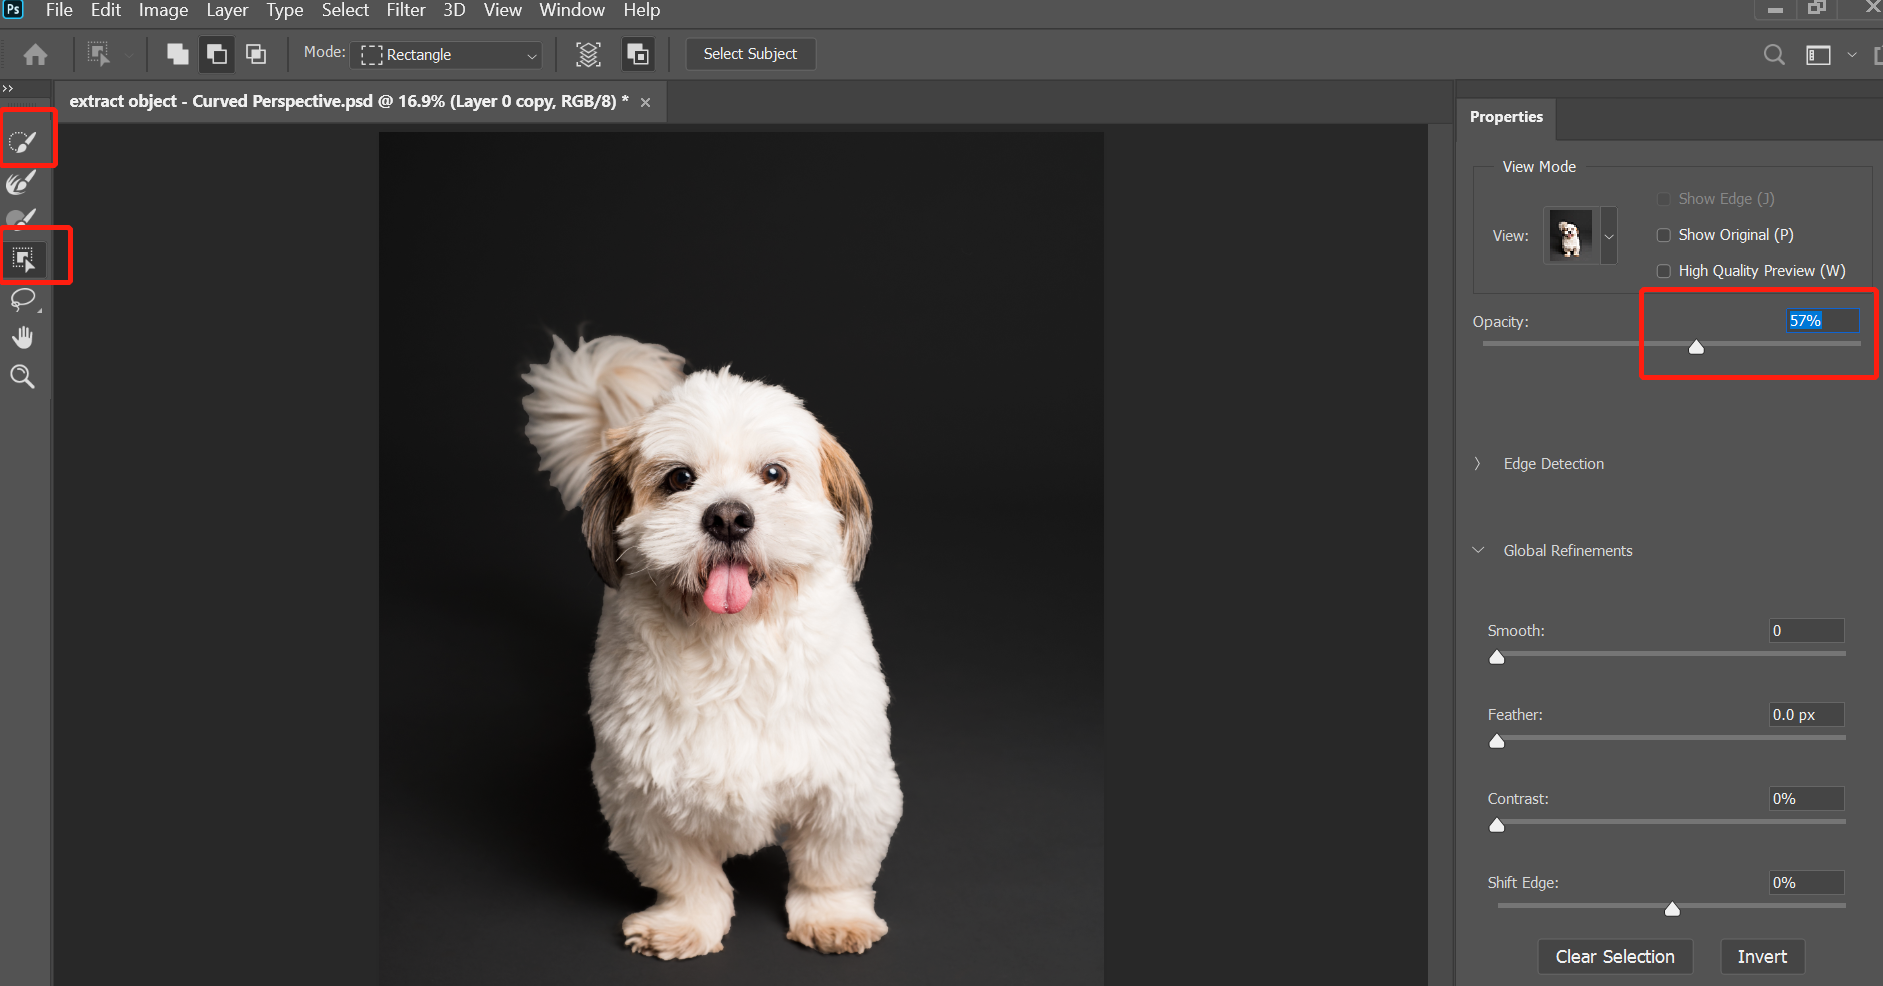 Ps File Edit Image Layer Type Select Filter 3D View Window Help
Mode: Rectangle Select Subject
extract object - Curved Perspective.psd @ 16.9% (Layer 0 copy, RGB/8) *
Properties
View Mode
Show Edge (J)
View:
Show Original (P)
High Quality Preview (W)
Opacity: 57%
Edge Detection
Global Refinements
Smooth: 0
Feather: 0.0 px
Contrast: 0%
Shift Edge: 0%
Clear Selection Invert